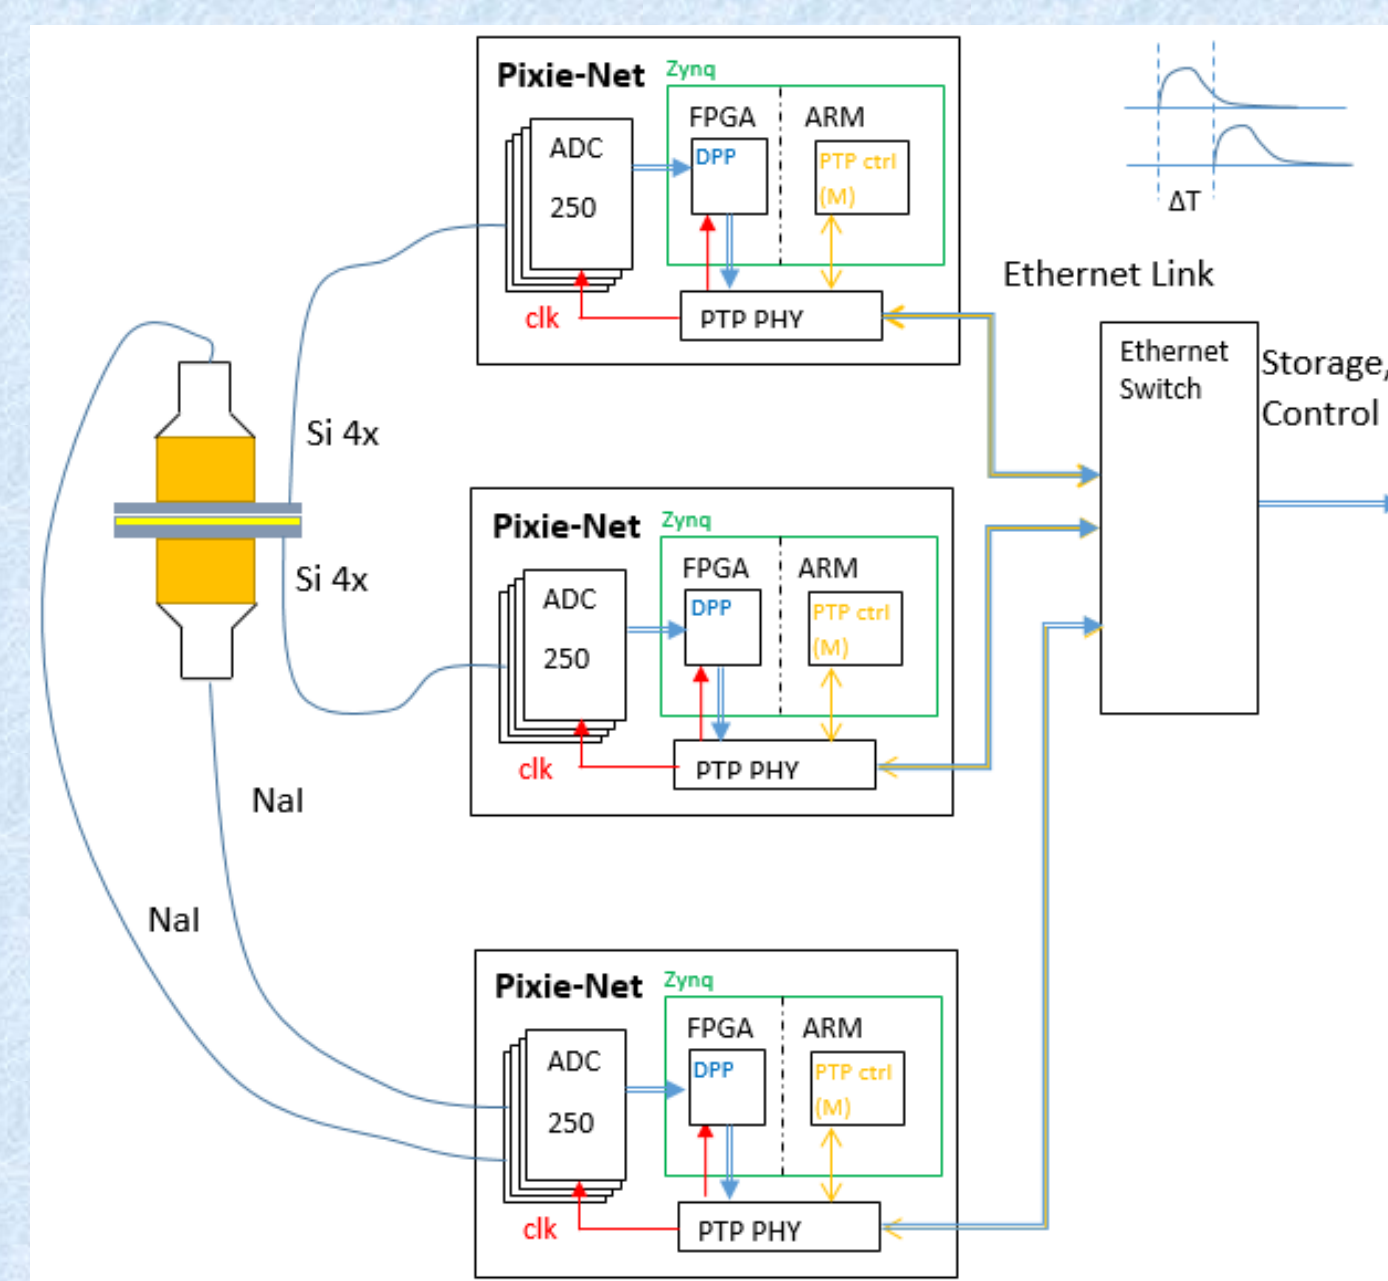 Pixie-Net
Zynq
FPGA
ARM
ADC
250
DPP
PTP ctrl
(M)
clk
PTP PHY
ΔT
Ethernet Link
Ethernet
Switch
Storage,
Control
Si 4x
Si 4x
Pixie-Net
Zynq
FPGA
ARM
ADC
250
DPP
PTP ctrl
(M)
clk
PTP PHY
NaI
NaI
Pixie-Net
Zynq
FPGA
ARM
ADC
250
DPP
PTP ctrl
(M)
clk
PTP PHY